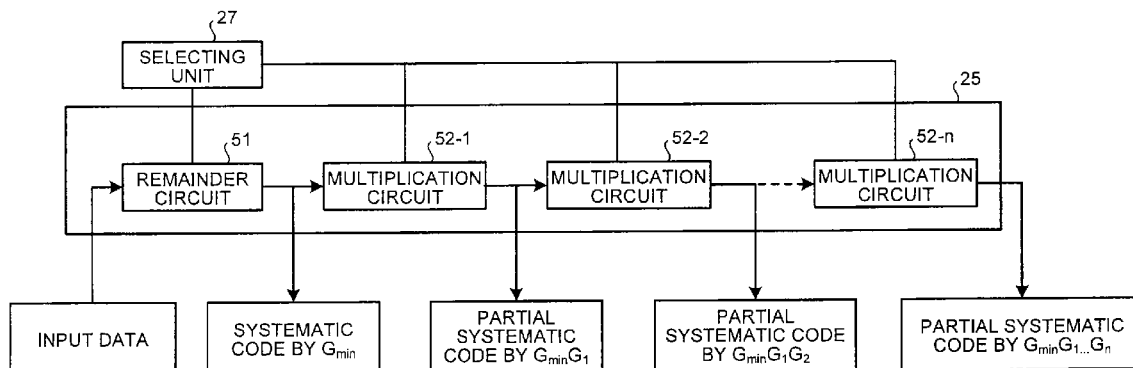 27
SELECTING
UNIT
25
51
REMAINDER
CIRCUIT
52-1
MULTIPLICATION
CIRCUIT
52-2
MULTIPLICATION
CIRCUIT
52-n
MULTIPLICATION
CIRCUIT
INPUT DATA
SYSTEMATIC
CODE BY Gmin
PARTIAL
SYSTEMATIC
CODE BY GminG1
PARTIAL
SYSTEMATIC CODE
BY GminG1G2
PARTIAL SYSTEMATIC
CODE BY GminG1...Gn